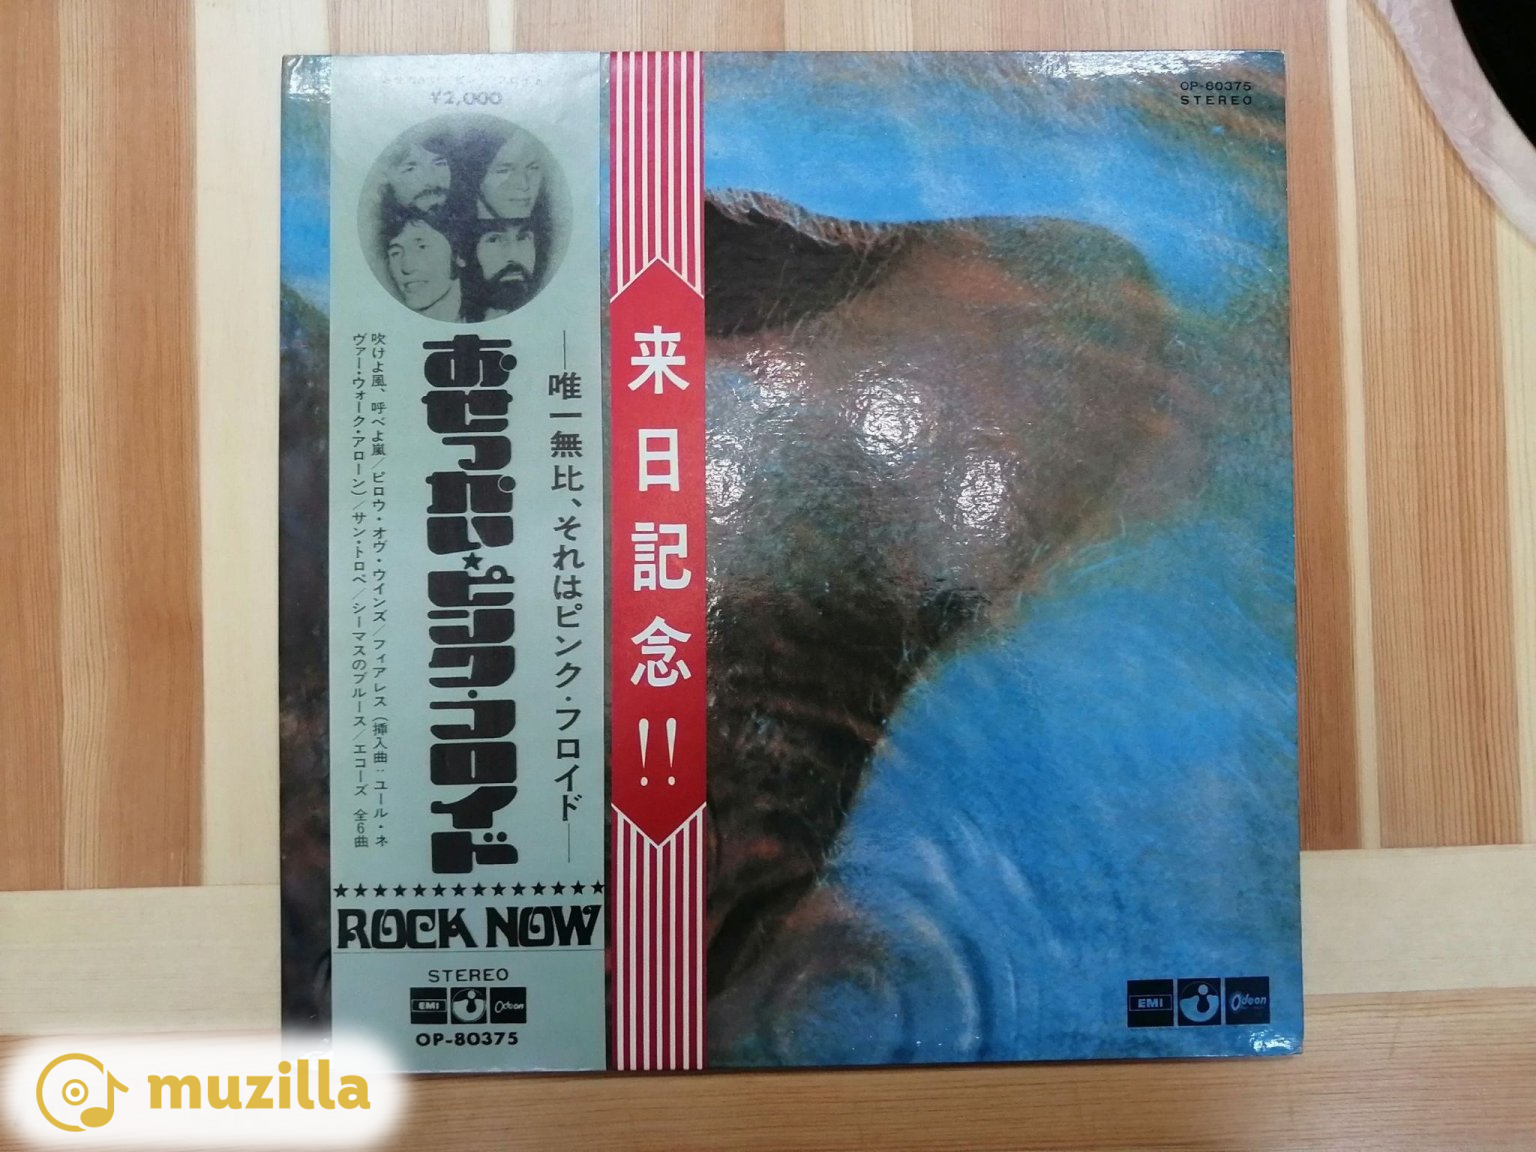 ¥2,000
来日記念!!
―唯一無比、それはピンク・フロイド―
おせっかい★ピンク・フロイド
吹けよ風、呼べよ嵐/ピロウ・オヴ・ウインズ/フィアレス(挿入曲:ユール・ネ
ヴァー・ウォーク・アローン)/サン・トロペ/シーマスのブルース/エコーズ 全6曲
★★★★★★★★★★★★★★
ROCK NOW
STEREO
EMI
Odeon
OP-80375
OP-80375
STEREO
EMI
Odeon
muzilla